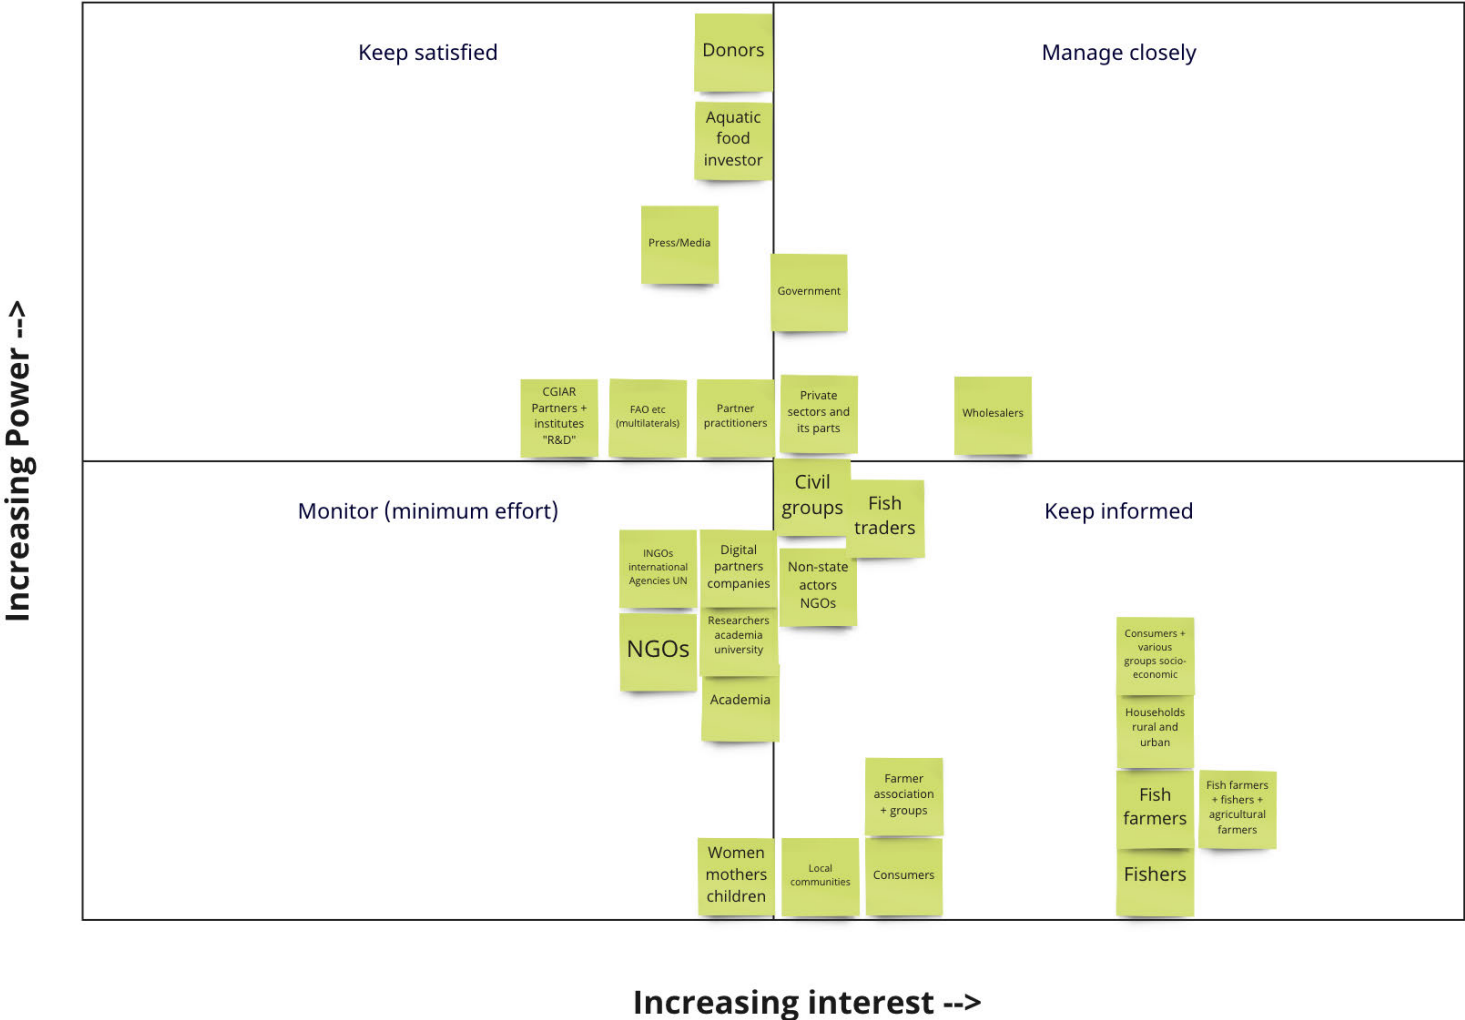 Keep satisfied
Manage closely
Donors
Aquatic
food
investor
Press/Media
Government
CGIAR
Partners +
institutes
"R&D"
FAO etc
(multilaterals)
Partner
practitioners
Private
sectors and
its parts
Wholesalers
Increasing Power -->
Monitor (minimum effort)
Keep informed
Civil
groups
Fish
traders
INGOs
international
Agencies UN
Digital
partners
companies
Non-state
actors
NGOs
NGOs
Researchers
academia
university
Academia
Consumers +
various
groups socio-
economic
Households
rural and
urban
Farmer
association
+ groups
Fish
farmers
Fish farmers
+ fishers +
agricultural
farmers
Women
mothers
children
Local
communities
Consumers
Fishers
Increasing interest -->